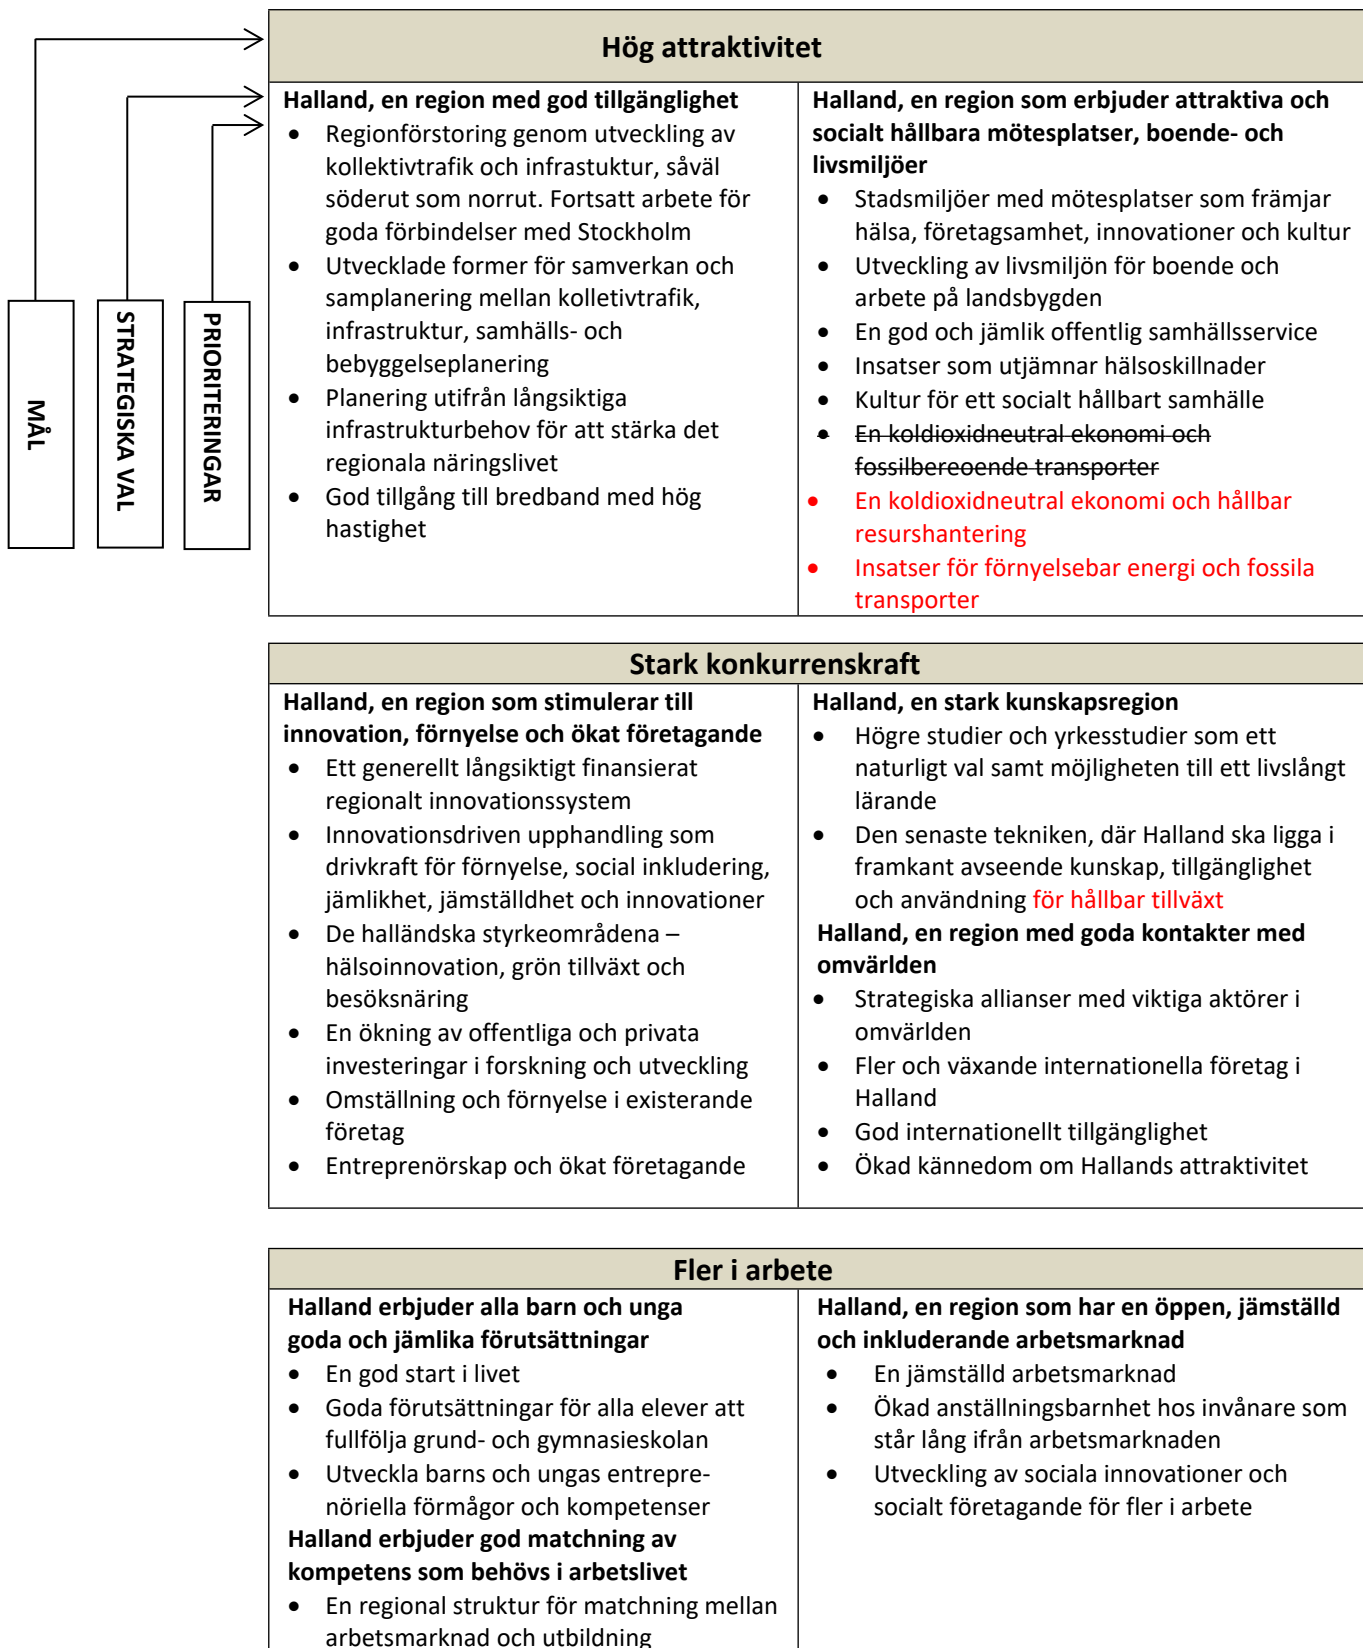 MÅL
STRATEGISKA VAL
PRIORITERINGAR
Hög attraktivitet
Halland, en region med god tillgänglighet
• Regionförstoring genom utveckling av
kollektivtrafik och infrastuktur, såväl
söderut som norrut. Fortsatt arbete för
goda förbindelser med Stockholm
• Utvecklade former för samverkan och
samplanering mellan kolletivtrafik,
infrastruktur, samhälls- och
bebyggelseplanering
• Planering utifrån långsiktiga
infrastrukturbehov för att stärka det
regionala näringslivet
• God tillgång till bredband med hög
hastighet
Halland, en region som erbjuder attraktiva och
socialt hållbara mötesplatser, boende- och
livsmiljöer
• Stadsmiljöer med mötesplatser som främjar
hälsa, företagsamhet, innovationer och kultur
• Utveckling av livsmiljön för boende och
arbete på landsbygden
• En god och jämlik offentlig samhällsservice
• Insatser som utjämnar hälsoskillnader
• Kultur för ett socialt hållbart samhälle
• En koldioxidneutral ekonomi och
fossilbereoende transporter
• En koldioxidneutral ekonomi och hållbar
resurshantering
• Insatser för förnyelsebar energi och fossila
transporter
Stark konkurrenskraft
Halland, en region som stimulerar till
innovation, förnyelse och ökat företagande
• Ett generellt långsiktigt finansierat
regionalt innovationssystem
• Innovationsdriven upphandling som
drivkraft för förnyelse, social inkludering,
jämlikhet, jämställdhet och innovationer
• De halländska styrkeområdena –
hälsoinnovation, grön tillväxt och
besöksnäring
• En ökning av offentliga och privata
investeringar i forskning och utveckling
• Omställning och förnyelse i existerande
företag
• Entreprenörskap och ökat företagande
Halland, en stark kunskapsregion
• Högre studier och yrkesstudier som ett
naturligt val samt möjligheten till ett livslångt
lärande
• Den senaste tekniken, där Halland ska ligga i
framkant avseende kunskap, tillgänglighet
och användning för hållbar tillväxt
Halland, en region med goda kontakter med
omvärlden
• Strategiska allianser med viktiga aktörer i
omvärlden
• Fler och växande internationella företag i
Halland
• God internationellt tillgänglighet
• Ökad kännedom om Hallands attraktivitet
Fler i arbete
Halland erbjuder alla barn och unga
goda och jämlika förutsättningar
• En god start i livet
• Goda förutsättningar för alla elever att
fullfölja grund- och gymnasieskolan
• Utveckla barns och ungas entrepre-
nöriella förmågor och kompetenser
Halland erbjuder god matchning av
kompetens som behövs i arbetslivet
• En regional struktur för matchning mellan
arbetsmarknad och utbildning
Halland, en region som har en öppen, jämställd
och inkluderande arbetsmarknad
• En jämställd arbetsmarknad
• Ökad anställningsbarnhet hos invånare som
står lång ifrån arbetsmarknaden
• Utveckling av sociala innovationer och
socialt företagande för fler i arbete